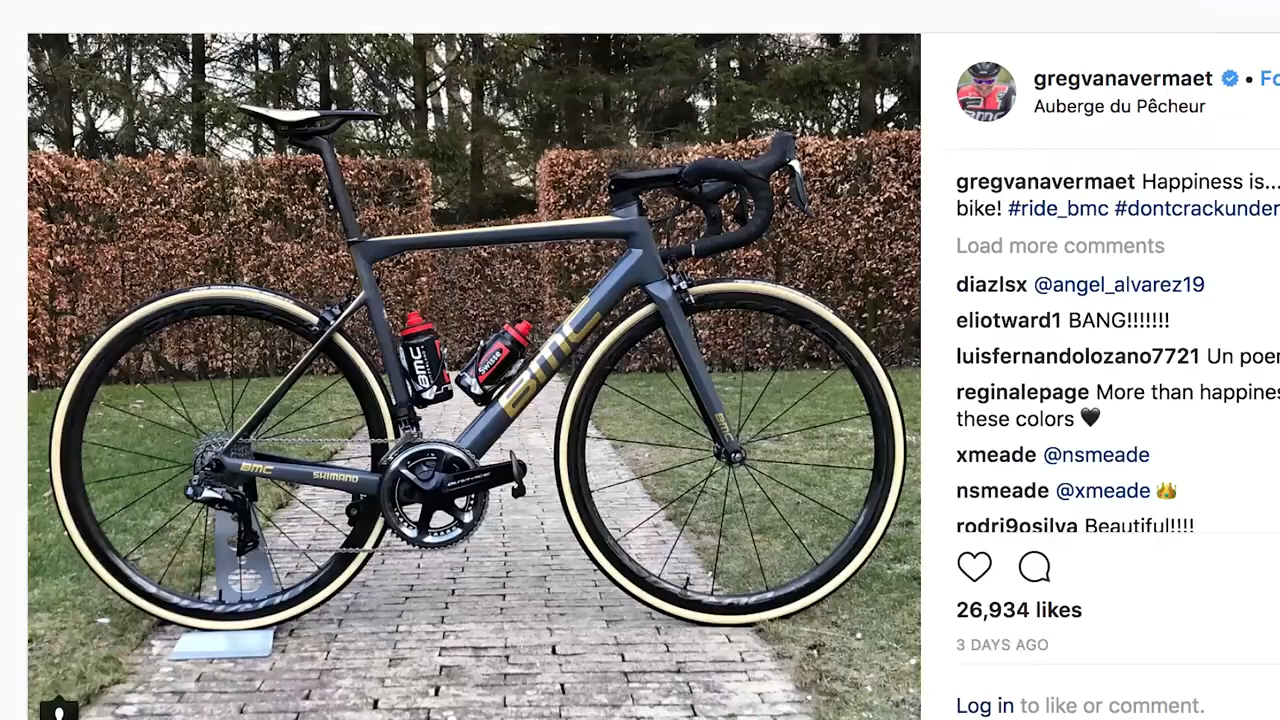 gregvanavermaet • Fo
Auberge du Pêcheur
gregvanavermaet Happiness is...
bike! #ride_bmc #dontcrackunder
Load more comments
diazlsx @angel_alvarez19
eliotward1 BANG!!!!!!!
luisfernandolozano7721 Un poer
reginalepage More than happines
these colors 🖤
xmeade @nsmeade
nsmeade @xmeade 👑
rodri9osilva Beautiful!!!!
26,934 likes
3 DAYS AGO
Log in to like or comment.
BMC
Swisse
BMC
BMC
BMC
SHIMANO
DURA-ACE